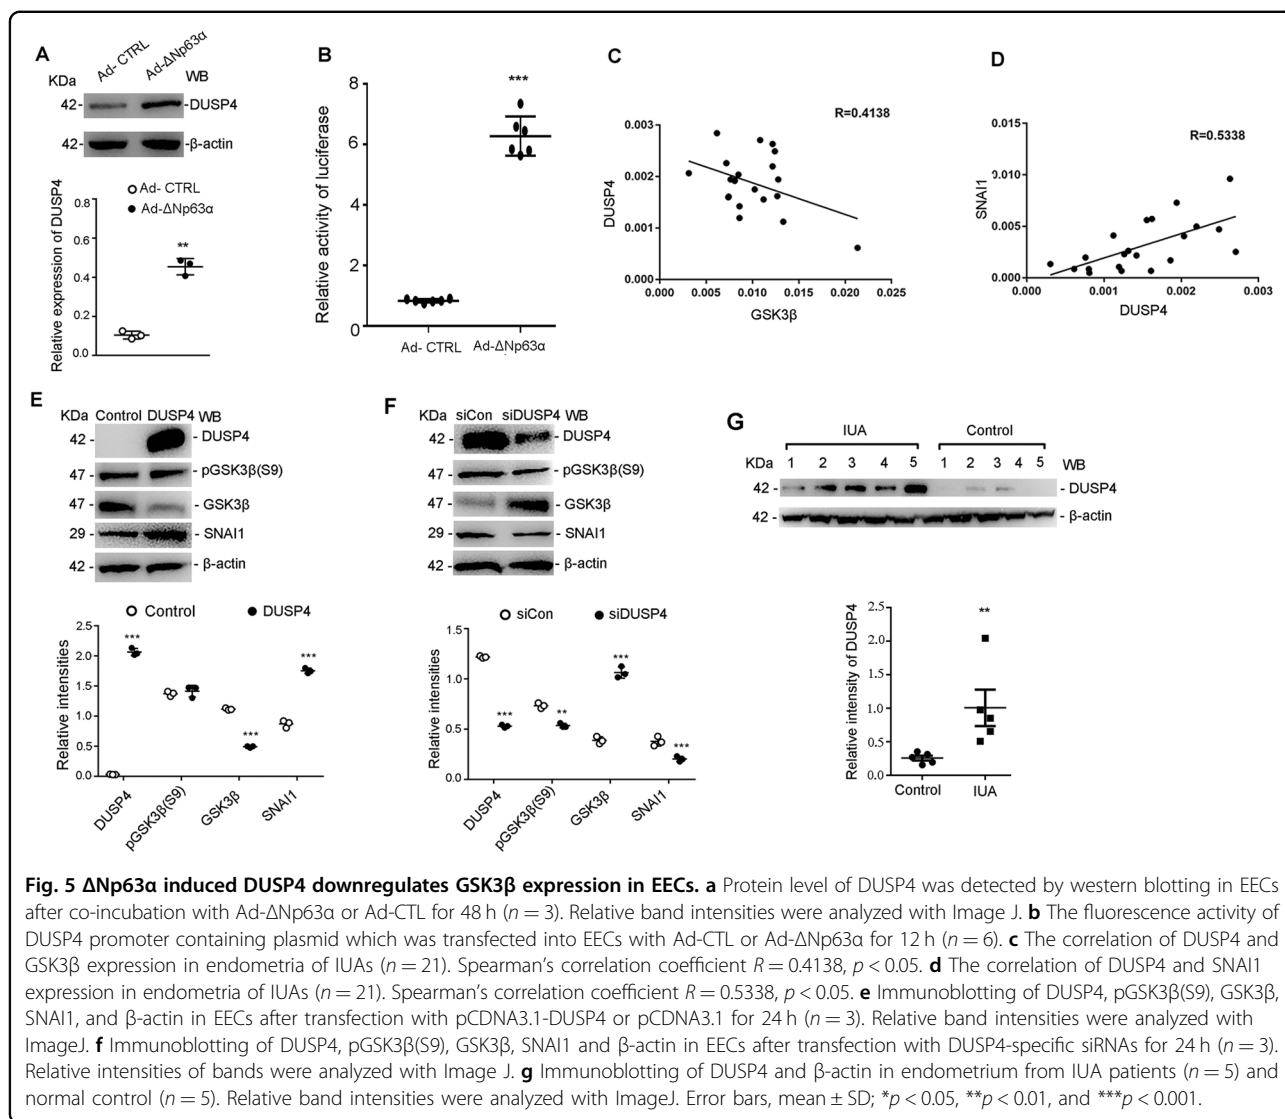 A
Ad- CTRL
Ad-ΔNp63α
KDa
WB
42
DUSP4
42
β-actin
Ad- CTRL
Ad-ΔNp63α
Relative expression of DUSP4
0.8
0.6
0.4
0.2
0.0
**
B
Relative activity of luciferase
8
6
4
2
0
***
Ad- CTRL
Ad-ΔNp63α
C
R=0.4138
DUSP4
0.003
0.002
0.001
0.000
0.000 0.005 0.010 0.015 0.020 0.025
GSK3β
D
R=0.5338
SNAI1
0.015
0.010
0.005
0.000
0.000 0.001 0.002 0.003
DUSP4
E
KDa Control DUSP4 WB
42 - - DUSP4
47 - - pGSK3β(S9)
47 - - GSK3β
29 - - SNAI1
42 - - β-actin
Control DUSP4
Relative intensities
2.5
2.0
1.5
1.0
0.5
0.0
***
***
***
DUSP4
pGSK3β(S9)
GSK3β
SNAI1
F
KDa siCon siDUSP4 WB
42 - - DUSP4
47 - - pGSK3β(S9)
47 - - GSK3β
29 - - SNAI1
42 - - β-actin
siCon siDUSP4
Relative intensities
1.5
1.0
0.5
0.0
***
**
***
***
DUSP4
pGSK3β(S9)
GSK3β
SNAI1
G
IUA Control
KDa 1 2 3 4 5 1 2 3 4 5 WB
42 - - DUSP4
42 - - β-actin
Relative intensity of DUSP4
2.5
2.0
1.5
1.0
0.5
0.0
**
Control IUA
Fig. 5 ΔNp63α induced DUSP4 downregulates GSK3β expression in EECs. a Protein level of DUSP4 was detected by western blotting in EECs
after co-incubation with Ad-ΔNp63α or Ad-CTL for 48 h (n = 3). Relative band intensities were analyzed with Image J. b The fluorescence activity of
DUSP4 promoter containing plasmid which was transfected into EECs with Ad-CTL or Ad-ΔNp63α for 12 h (n = 6). c The correlation of DUSP4 and
GSK3β expression in endometria of IUAs (n = 21). Spearman's correlation coefficient R = 0.4138, p < 0.05. d The correlation of DUSP4 and SNAI1
expression in endometria of IUAs (n = 21). Spearman's correlation coefficient R = 0.5338, p < 0.05. e Immunoblotting of DUSP4, pGSK3β(S9), GSK3β,
SNAI1, and β-actin in EECs after transfection with pCDNA3.1-DUSP4 or pCDNA3.1 for 24 h (n = 3). Relative band intensities were analyzed with
ImageJ. f Immunoblotting of DUSP4, pGSK3β(S9), GSK3β, SNAI1 and β-actin in EECs after transfection with DUSP4-specific siRNAs for 24 h (n = 3).
Relative intensities of bands were analyzed with Image J. g Immunoblotting of DUSP4 and β-actin in endometrium from IUA patients (n = 5) and
normal control (n = 5). Relative band intensities were analyzed with ImageJ. Error bars, mean ± SD; *p < 0.05, **p < 0.01, and ***p < 0.001.